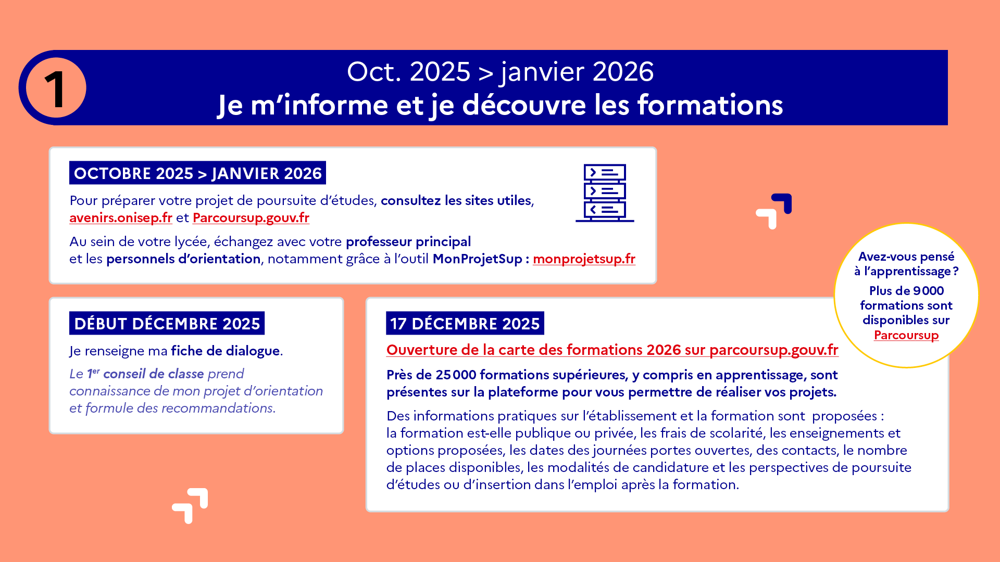 1
Oct. 2025 > janvier 2026
Je m’informe et je découvre les formations
OCTOBRE 2025 > JANVIER 2026
Pour préparer votre projet de poursuite d’études, consultez les sites utiles,
avenirs.onisep.fr et Parcoursup.gouv.fr
Au sein de votre lycée, échangez avec votre professeur principal
et les personnels d’orientation, notamment grâce à l’outil MonProjetSup : monprojetsup.fr
Avez-vous pensé
à l’apprentissage ?
Plus de 9 000
formations sont
disponibles sur
Parcoursup
DÉBUT DÉCEMBRE 2025
Je renseigne ma fiche de dialogue.
Le 1er conseil de classe prend
connaissance de mon projet d’orientation
et formule des recommandations.
17 DÉCEMBRE 2025
Ouverture de la carte des formations 2026 sur parcoursup.gouv.fr
Près de 25 000 formations supérieures, y compris en apprentissage, sont
présentes sur la plateforme pour vous permettre de réaliser vos projets.
Des informations pratiques sur l’établissement et la formation sont  proposées :
la formation est-elle publique ou privée, les frais de scolarité, les enseignements et
options proposées, les dates des journées portes ouvertes, des contacts, le nombre
de places disponibles, les modalités de candidature et les perspectives de poursuite
d’études ou d’insertion dans l’emploi après la formation.